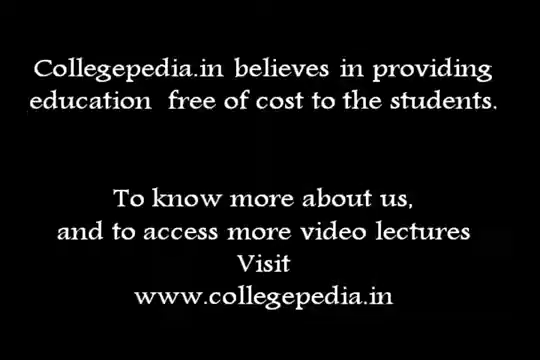 Collegepedia.in believes in providing
education free of cost to the students.
To know more about us,
and to access more video lectures
Visit
www.collegepedia.in